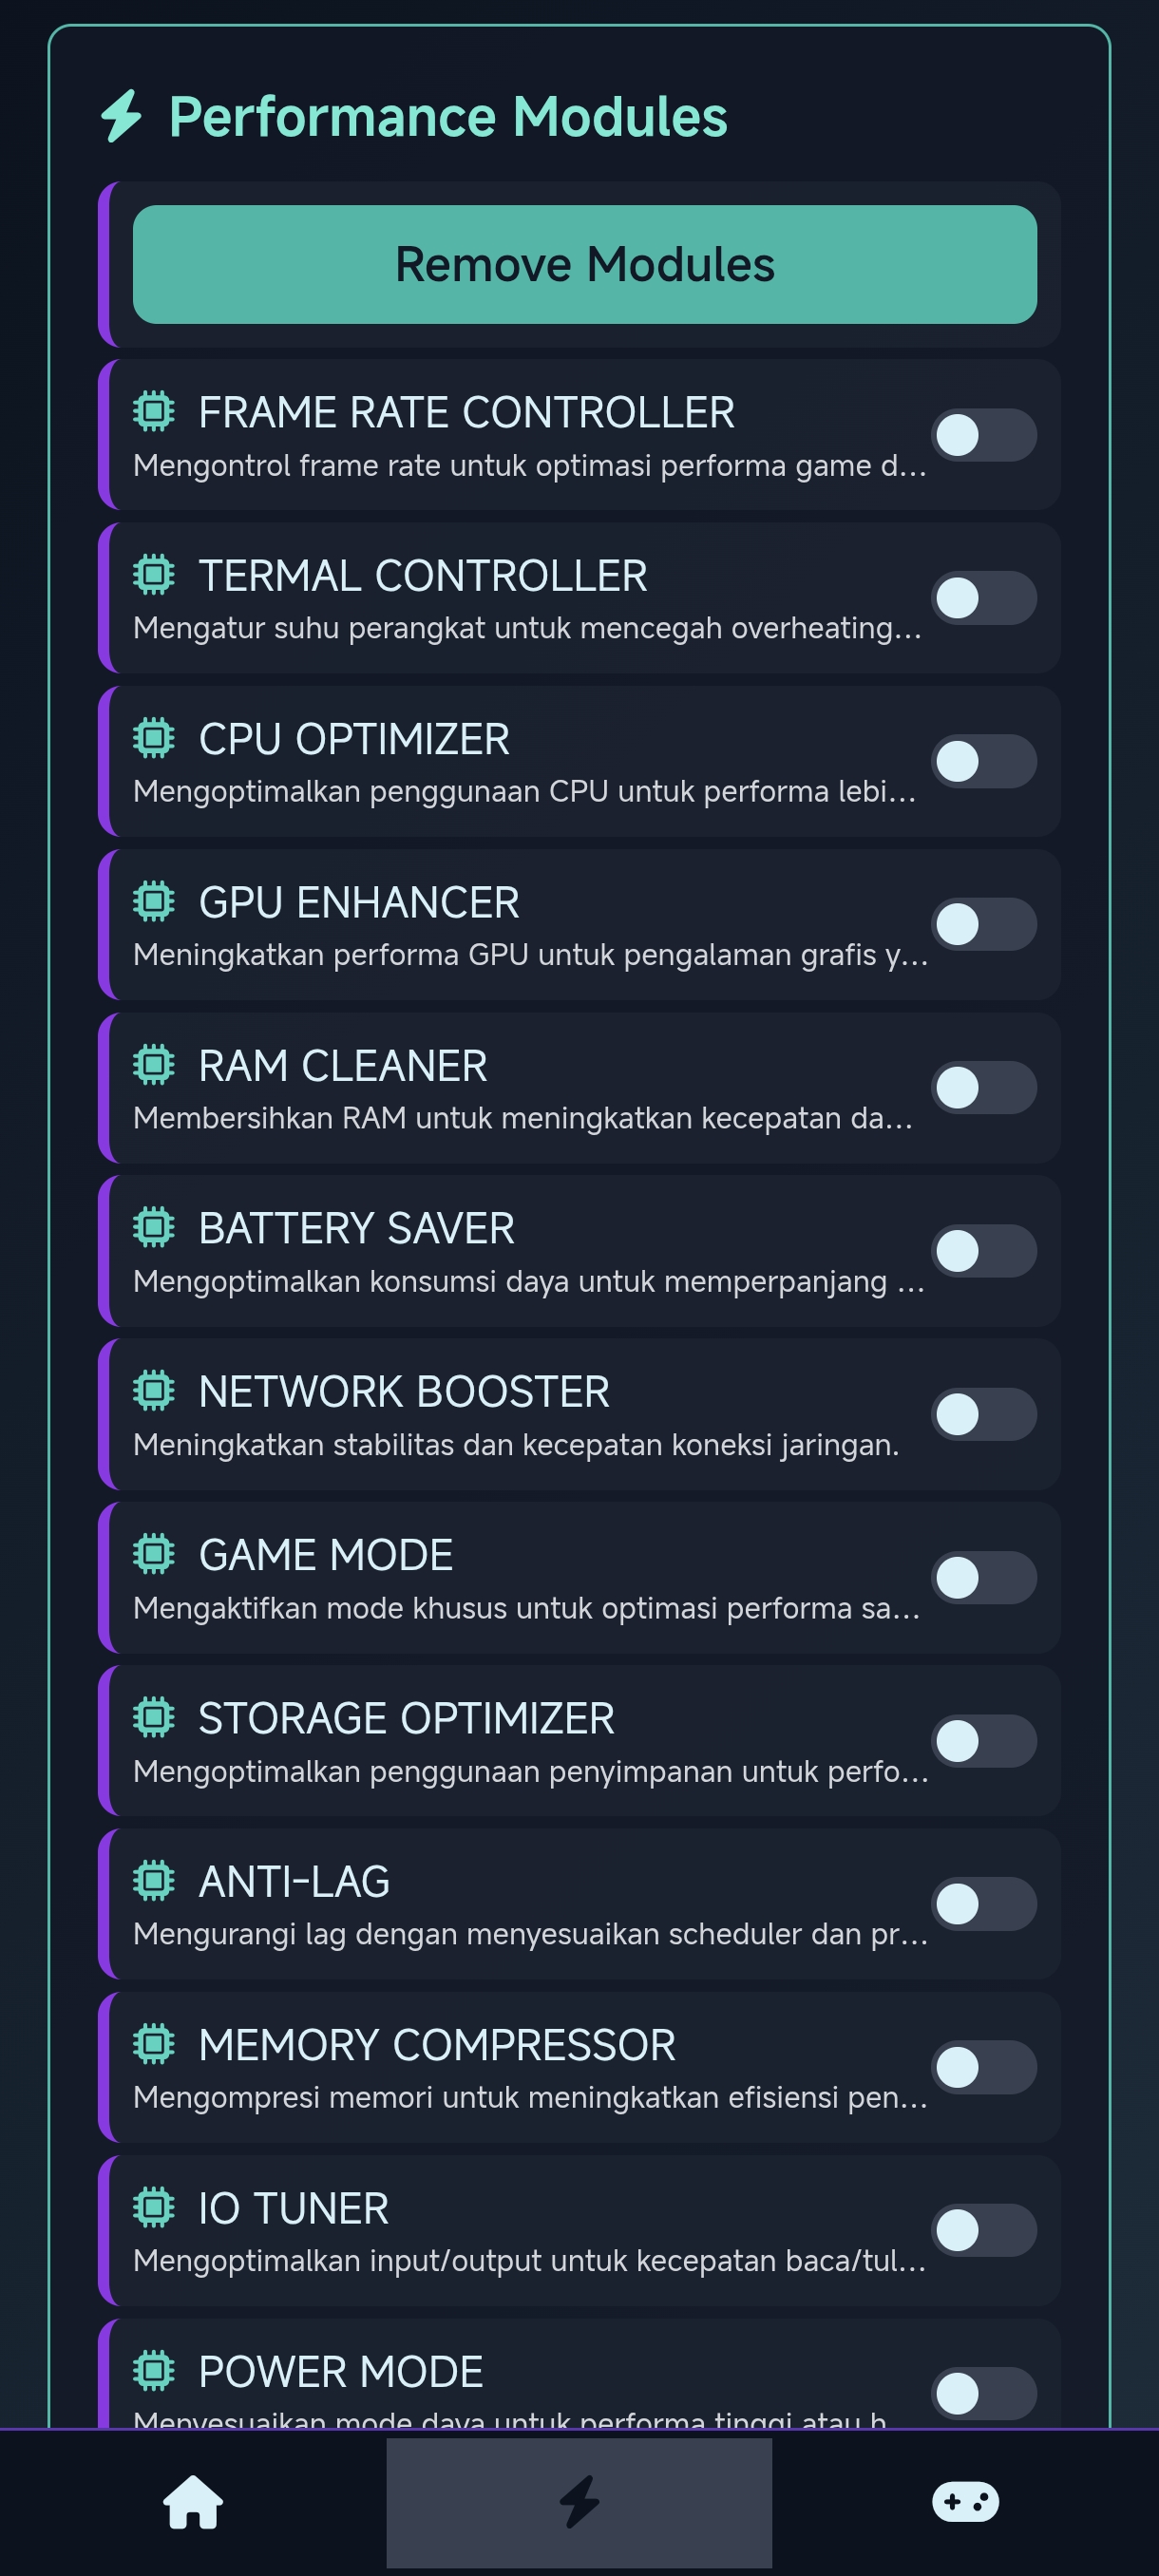 Performance Modules
Remove Modules
FRAME RATE CONTROLLER
Mengontrol frame rate untuk optimasi performa game d...
TERMAL CONTROLLER
Mengatur suhu perangkat untuk mencegah overheating...
CPU OPTIMIZER
Mengoptimalkan penggunaan CPU untuk performa lebi...
GPU ENHANCER
Meningkatkan performa GPU untuk pengalaman grafis y...
RAM CLEANER
Membersihkan RAM untuk meningkatkan kecepatan da...
BATTERY SAVER
Mengoptimalkan konsumsi daya untuk memperpanjang ...
NETWORK BOOSTER
Meningkatkan stabilitas dan kecepatan koneksi jaringan.
GAME MODE
Mengaktifkan mode khusus untuk optimasi performa sa...
STORAGE OPTIMIZER
Mengoptimalkan penggunaan penyimpanan untuk perfo...
ANTI-LAG
Mengurangi lag dengan menyesuaikan scheduler dan pr...
MEMORY COMPRESSOR
Mengompresi memori untuk meningkatkan efisiensi pen...
IO TUNER
Mengoptimalkan input/output untuk kecepatan baca/tul...
POWER MODE
Menyesuaikan mode daya untuk performa tinggi atau h